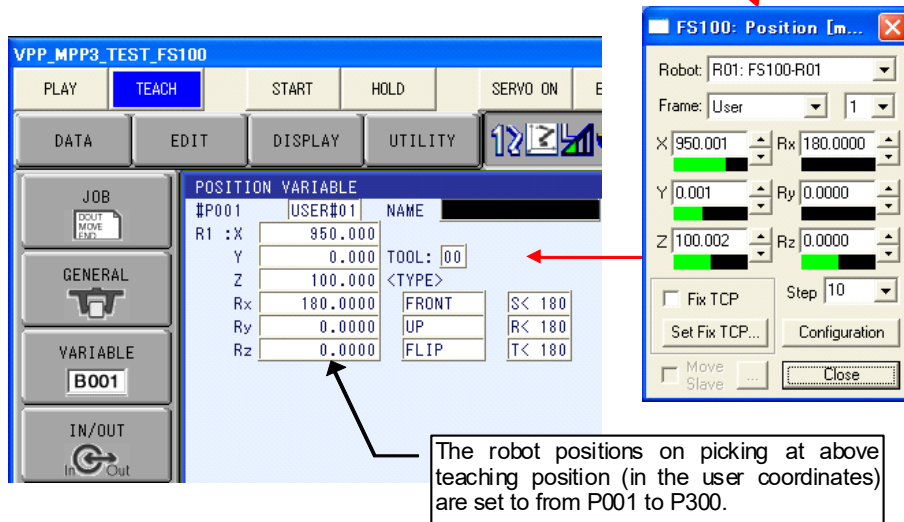 VPP_MPP3_TEST_FS100
PLAY TEACH START HOLD SERVO ON
DATA EDIT DISPLAY UTILITY
JOB
DOUT
MOVE
END
GENERAL
VARIABLE
B001
IN/OUT
In Out
POSITION VARIABLE
#P001 USER#01 NAME
R1 :X 950.000
Y 0.000 TOOL: 00
Z 100.000 <TYPE>
Rx 180.0000 FRONT S< 180
Ry 0.0000 UP R< 180
Rz 0.0000 FLIP T< 180
FS100: Position [m...
Robot: R01: FS100-R01
Frame: User 1
X 950.001 Rx 180.0000
Y 0.001 Ry 0.0000
Z 100.002 Rz 0.0000
Fix TCP Step 10
Set Fix TCP... Configuration
Move
Slave ... Close
The robot positions on picking at above
teaching position (in the user coordinates)
are set to from P001 to P300.